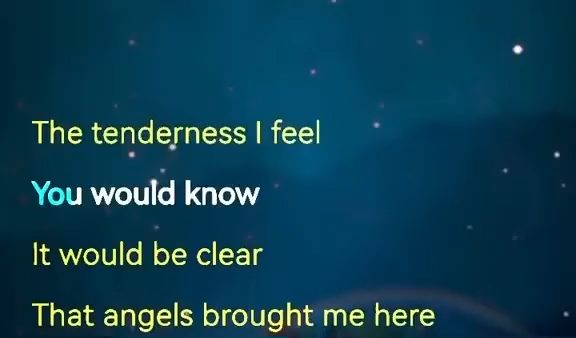 The tenderness I feel
You would know
It would be clear
That angels brought me here